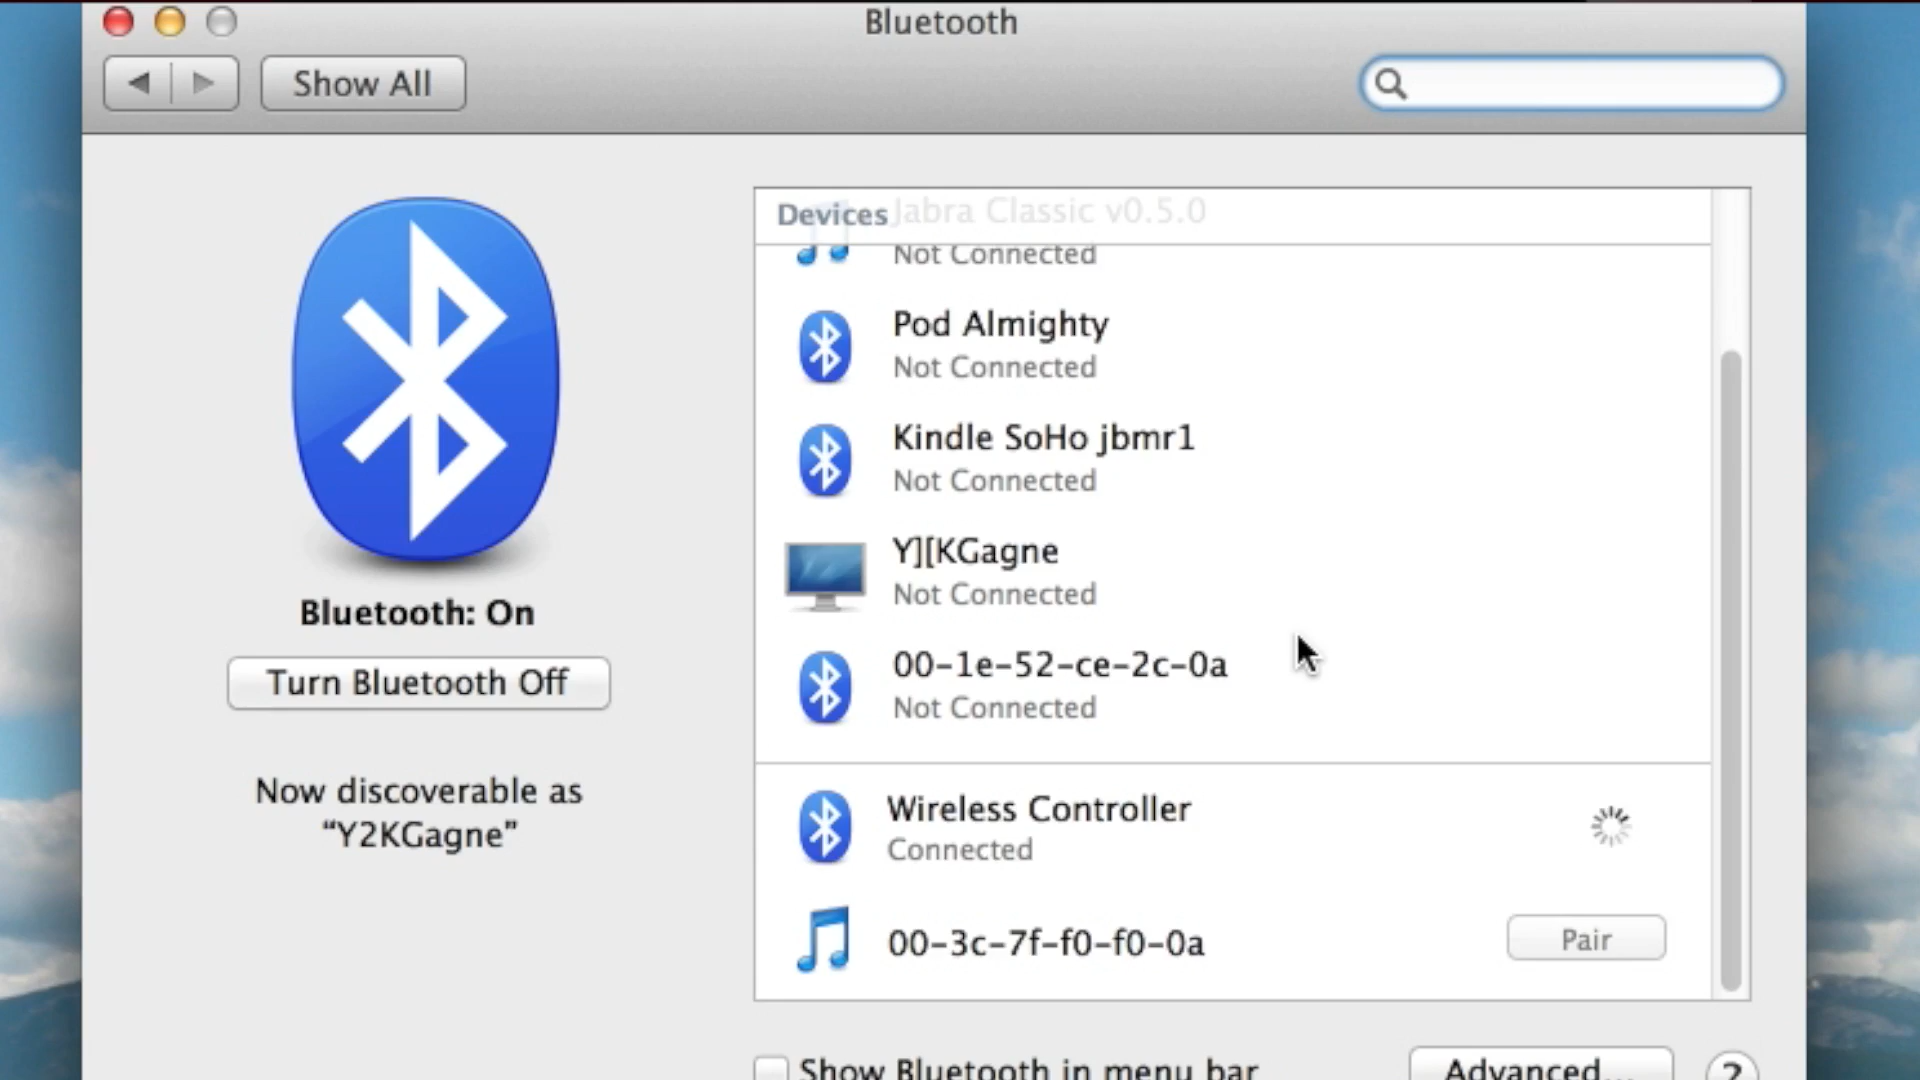 Bluetooth
Show All
Devices
Jabra Classic v0.5.0
Not Connected
Pod Almighty
Not Connected
Kindle SoHo jbmr1
Not Connected
Y][KGagne
Not Connected
00-1e-52-ce-2c-0a
Not Connected
Wireless Controller
Connected
00-3c-7f-f0-f0-0a
Pair
Bluetooth: On
Turn Bluetooth Off
Now discoverable as
“Y2KGagne”
Show Bluetooth in menu bar
Advanced...
?